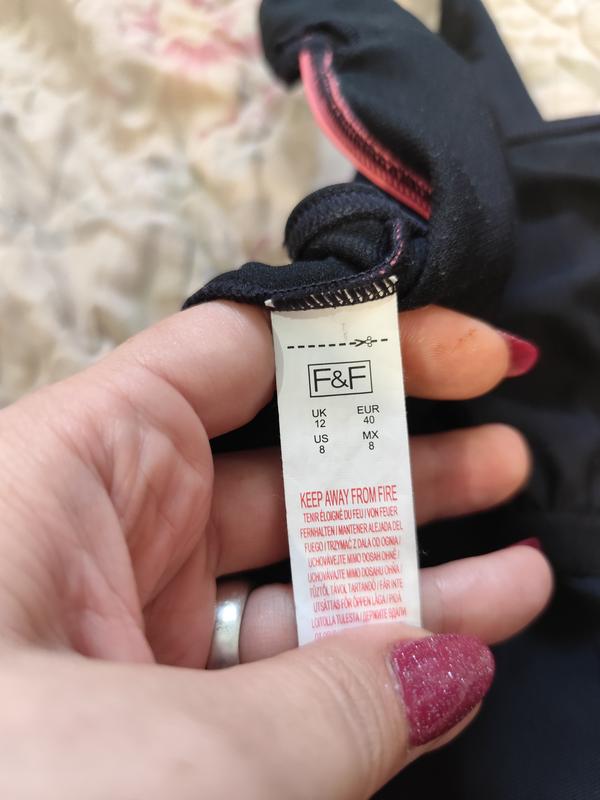 F&F
UK EUR
12 40
US MX
8 8
KEEP AWAY FROM FIRE
TENIR ÉLOIGNÉ DU FEU / VON FEUER
FERNHALTEN / MANTENER ALEJADA DEL
FUEGO / TRZYMAĆ Z DALA OD OGNIA /
UCHOVÁVEJTE MIMO DOSAH OHNĚ /
UCHOVÁVAJTE MIMO DOSAHU OHŇA /
TŰZTŐL TÁVOL TARTANDÓ / FÅR INTE
UTSÄTTAS FÖR ÖPPEN LÅGA / PIDÄ
LOITOLLA TULESTA /